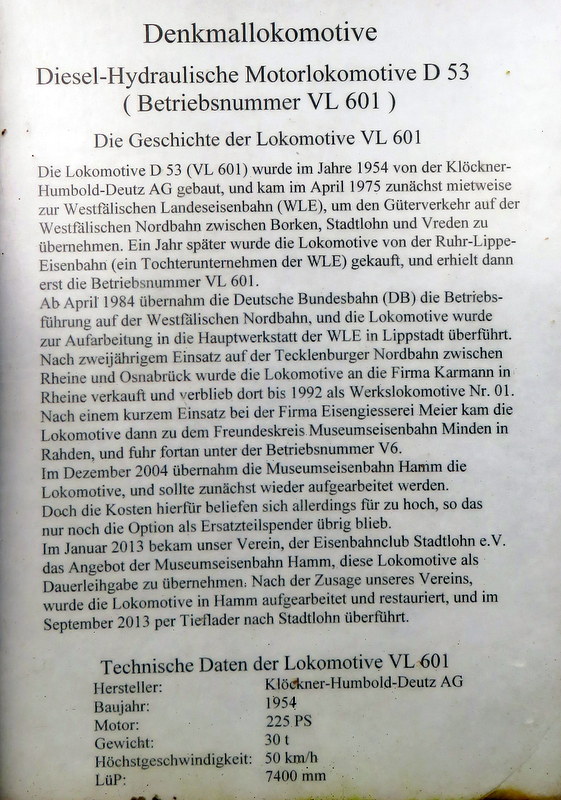 Denkmallokomotive
Diesel-Hydraulische Motorlokomotive D 53
( Betriebsnummer VL 601 )
Die Geschichte der Lokomotive VL 601
Die Lokomotive D 53 (VL 601) wurde im Jahre 1954 von der Klöckner-
Humbold-Deutz AG gebaut, und kam im April 1975 zunächst mietweise
zur Westfälischen Landeseisenbahn (WLE), um den Güterverkehr auf der
Westfälischen Nordbahn zwischen Borken, Stadtlohn und Vreden zu
übernehmen. Ein Jahr später wurde die Lokomotive von der Ruhr-Lippe-
Eisenbahn (ein Tochterunternehmen der WLE) gekauft, und erhielt dann
erst die Betriebsnummer VL 601.
Ab April 1984 übernahm die Deutsche Bundesbahn (DB) die Betriebs-
führung auf der Westfälischen Nordbahn, und die Lokomotive wurde
zur Aufarbeitung in die Hauptwerkstatt der WLE in Lippstadt überführt.
Nach zweijährigem Einsatz auf der Tecklenburger Nordbahn zwischen
Rheine und Osnabrück wurde die Lokomotive an die Firma Karmann in
Rheine verkauft und verblieb dort bis 1992 als Werkslokomotive Nr. 01.
Nach einem kurzem Einsatz bei der Firma Eisengiesserei Meier kam die
Lokomotive dann zu dem Freundeskreis Museumseisenbahn Minden in
Rahden, und fuhr fortan unter der Betriebsnummer V6.
Im Dezember 2004 übernahm die Museumseisenbahn Hamm die
Lokomotive, und sollte zunächst wieder aufgearbeitet werden.
Doch die Kosten hierfür beliefen sich allerdings für zu hoch, so das
nur noch die Option als Ersatzteilspender übrig blieb.
Im Januar 2013 bekam unser Verein, der Eisenbahnclub Stadtlohn e.V.
das Angebot der Museumseisenbahn Hamm, diese Lokomotive als
Dauerleihgabe zu übernehmen. Nach der Zusage unseres Vereins,
wurde die Lokomotive in Hamm aufgearbeitet und restauriert, und im
September 2013 per Tieflader nach Stadtlohn überführt.
Technische Daten der Lokomotive VL 601
Hersteller: Klöckner-Humbold-Deutz AG
Baujahr: 1954
Motor: 225 PS
Gewicht: 30 t
Höchstgeschwindigkeit: 50 km/h
LüP: 7400 mm